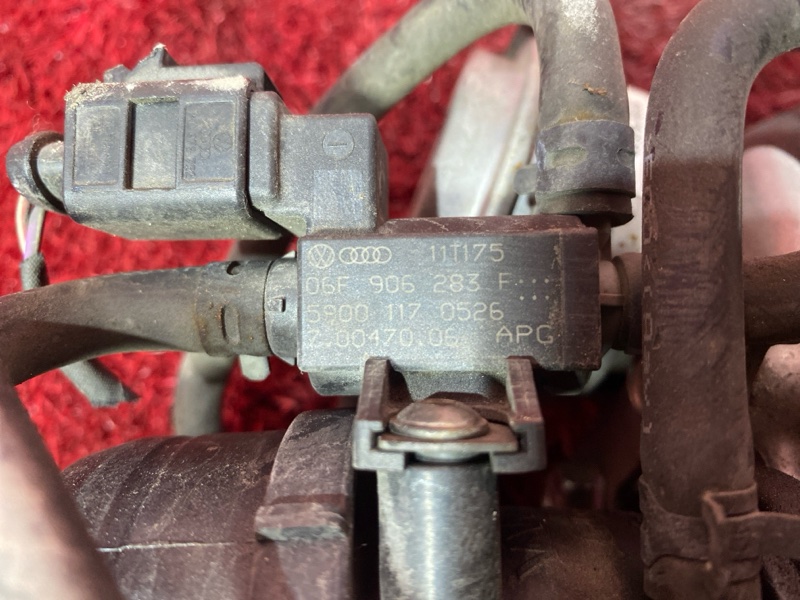 11T175
06F 906 283 F
5900 117 0526
7.00470.06 APG